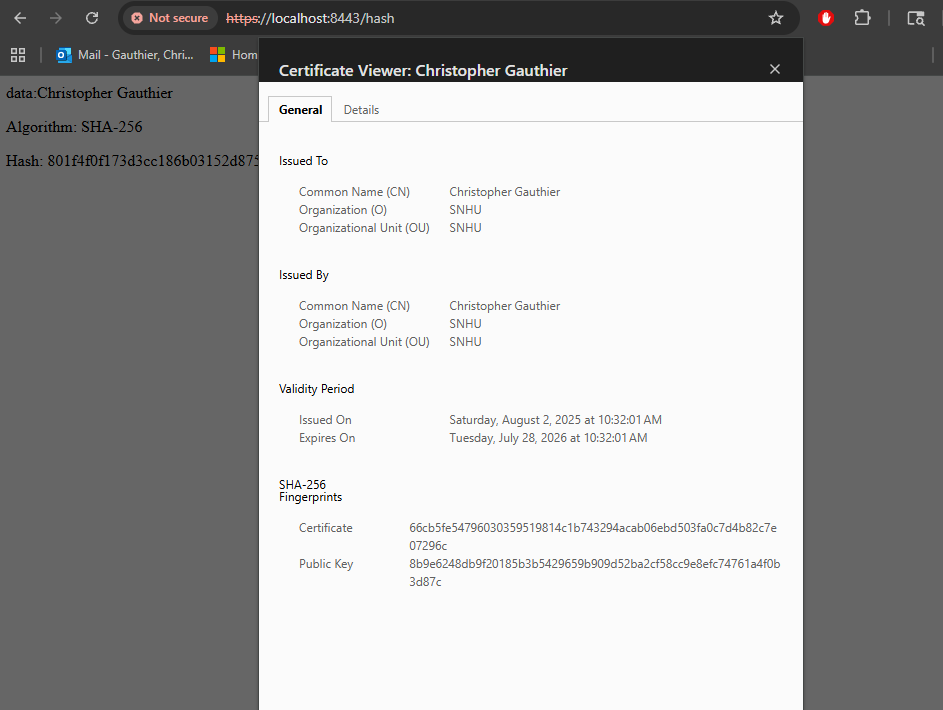 Not secure https://localhost:8443/hash
Mail - Gauthier, Chri... Hom
Certificate Viewer: Christopher Gauthier
data:Christopher Gauthier
Algorithm: SHA-256
Hash: 801f4f0f173d3cc186b03152d875
General Details
Issued To
Common Name (CN) Christopher Gauthier
Organization (O) SNHU
Organizational Unit (OU) SNHU
Issued By
Common Name (CN) Christopher Gauthier
Organization (O) SNHU
Organizational Unit (OU) SNHU
Validity Period
Issued On Saturday, August 2, 2025 at 10:32:01 AM
Expires On Tuesday, July 28, 2026 at 10:32:01 AM
SHA-256
Fingerprints
Certificate 66cb5fe54796030359519814c1b743294acab06ebd503fa0c7d4b82c7e
07296c
Public Key 8b9e6248db9f20185b3b5429659b909d52ba2cf58cc9e8efc74761a4f0b
3d87c